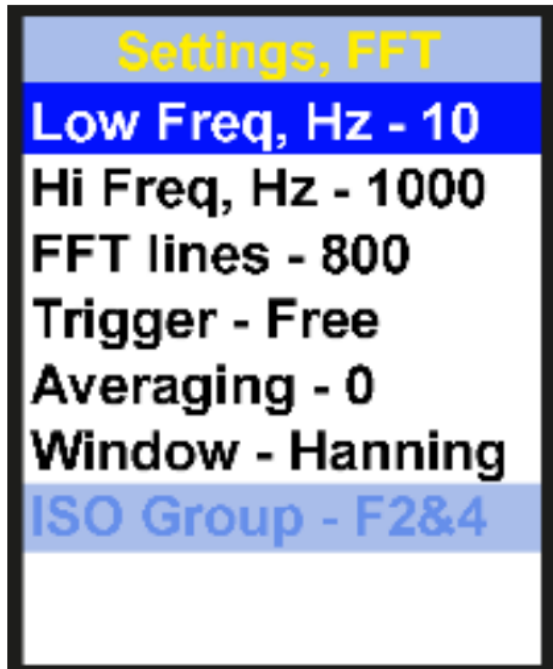 Settings, FFT
Low Freq, Hz - 10
Hi Freq, Hz - 1000
FFT lines - 800
Trigger - Free
Averaging - 0
Window - Hanning
ISO Group - F2&4